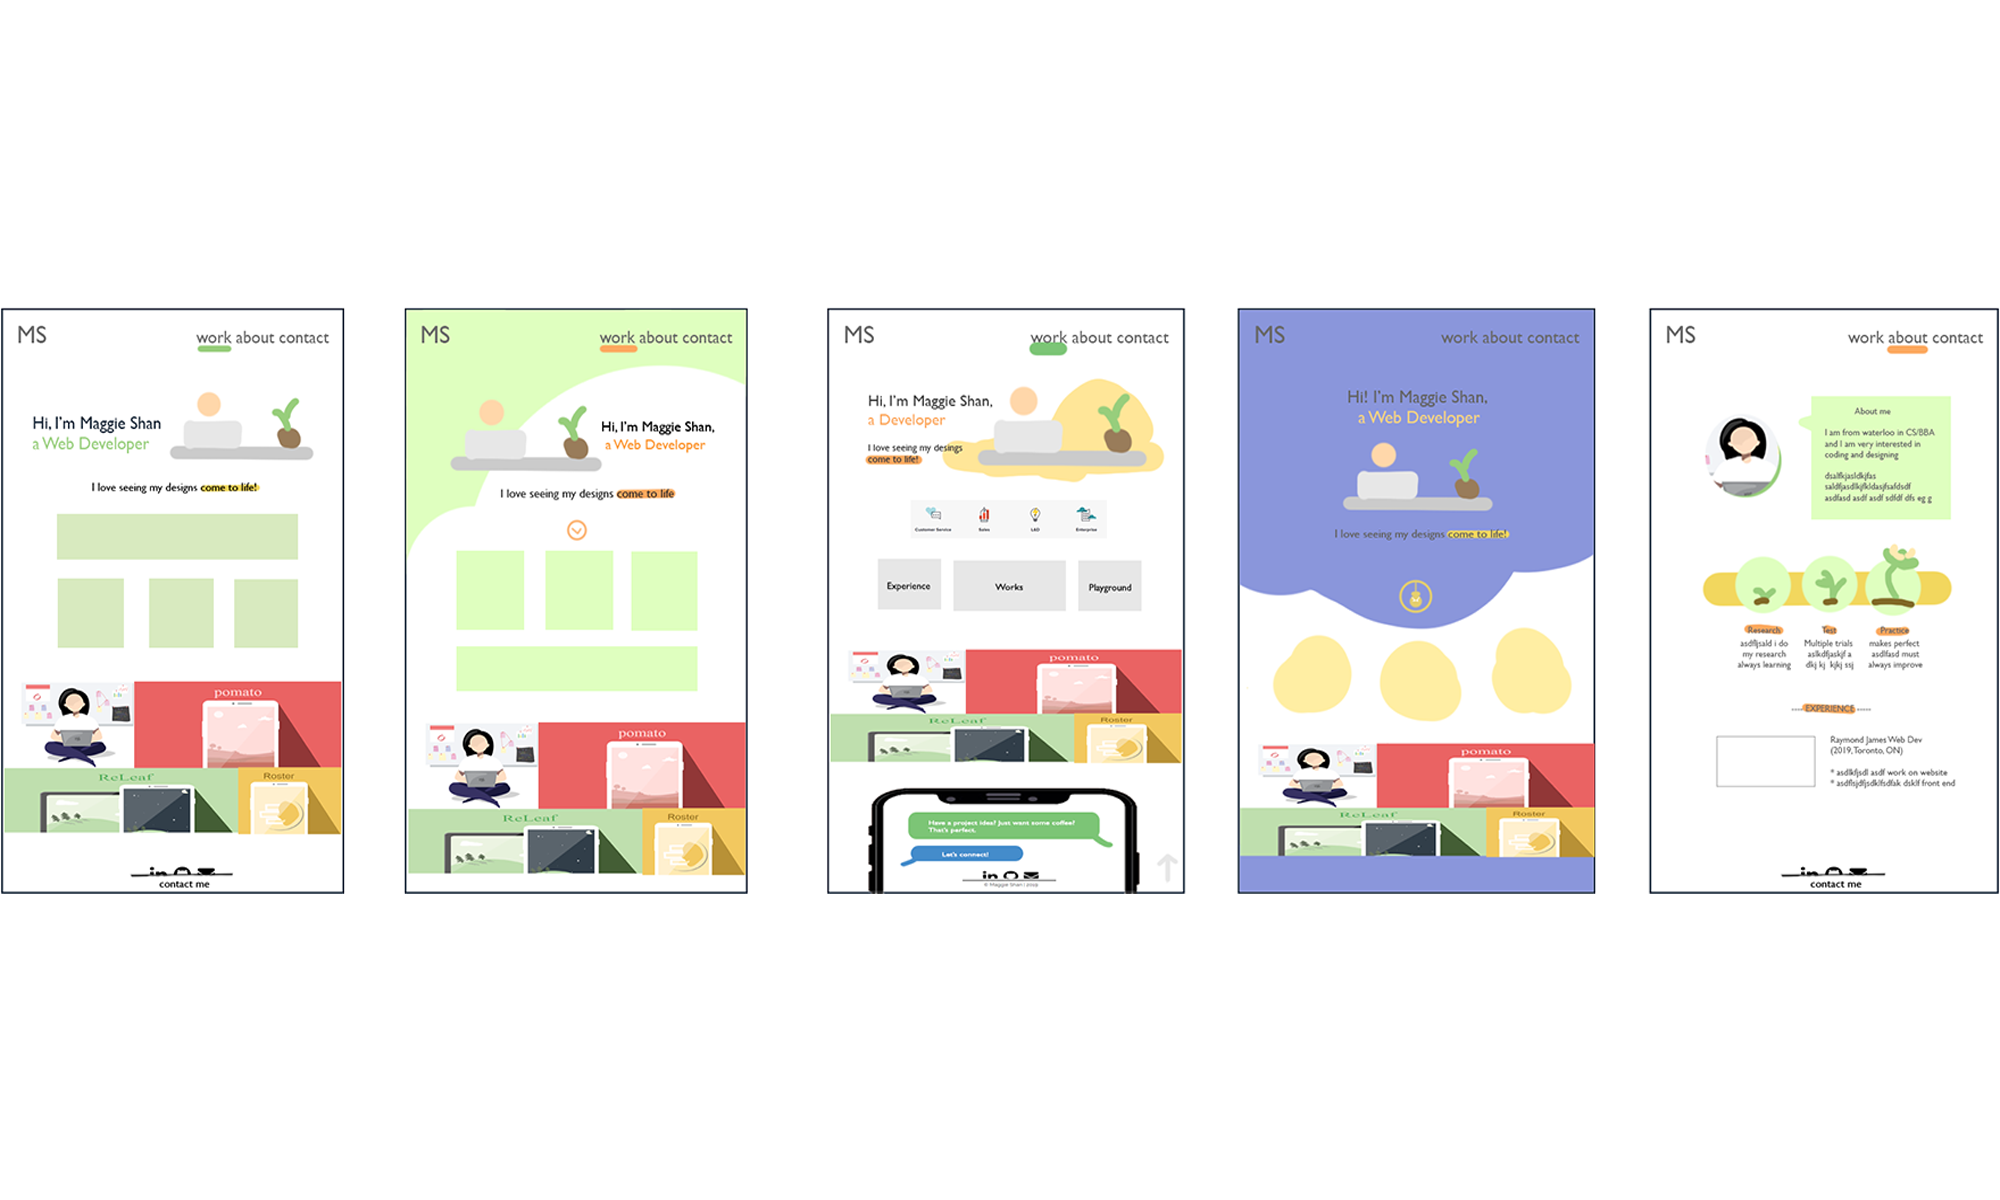 MS
work about contact
Hi, I'm Maggie Shan
a Web Developer
I love seeing my designs come to life!
pomato
ReLeaf
Roster
in
contact me
MS
work about contact
Hi, I'm Maggie Shan,
a Web Developer
I love seeing my designs come to life
pomato
ReLeaf
Roster
MS
work about contact
Hi, I'm Maggie Shan,
a Developer
I love seeing my desings
come to life!
Customer Service
Sales
L&D
Enterprise
Experience
Works
Playground
pomato
ReLeaf
Roster
Have a project idea? Just want some coffee?
That's perfect.
Let's connect!
in
© Maggie Shan |
MS
work about contact
Hi! I'm Maggie Shan,
a Web Developer
I love seeing my designs come to life!
pomato
ReLeaf
Roster
MS
work about contact
About me
I am from waterloo in CS/BBA
and I am very interested in
coding and designing
dsalfkjasldkjfas
asdfasd asdf asdf sdfdf dfs eg g
Research
asdfljsald i do
my research
always learning
Test
Multiple trials
aslkdfjaskjf a
dkj kj kjkj ssj
Practice
makes perfect
asdlfasd must
always improve
EXPERIENCE
Raymond James Web Dev
(2019, Toronto, ON)
* asdlkfjsdl asdf work on website
* front end
in
contact me